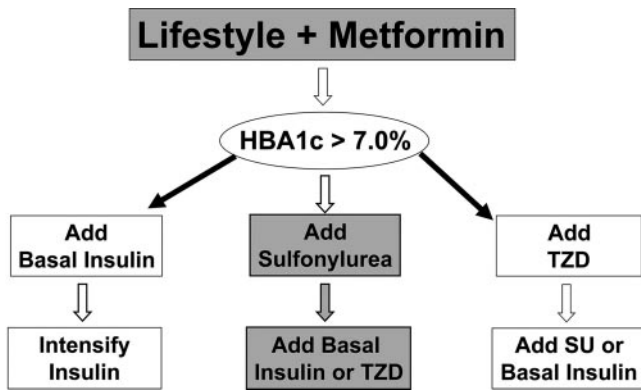 Lifestyle + Metformin
HBA1c > 7.0%
Add
Basal Insulin
Add
Sulfonylurea
Add
TZD
Intensify
Insulin
Add Basal
Insulin or TZD
Add SU or
Basal Insulin